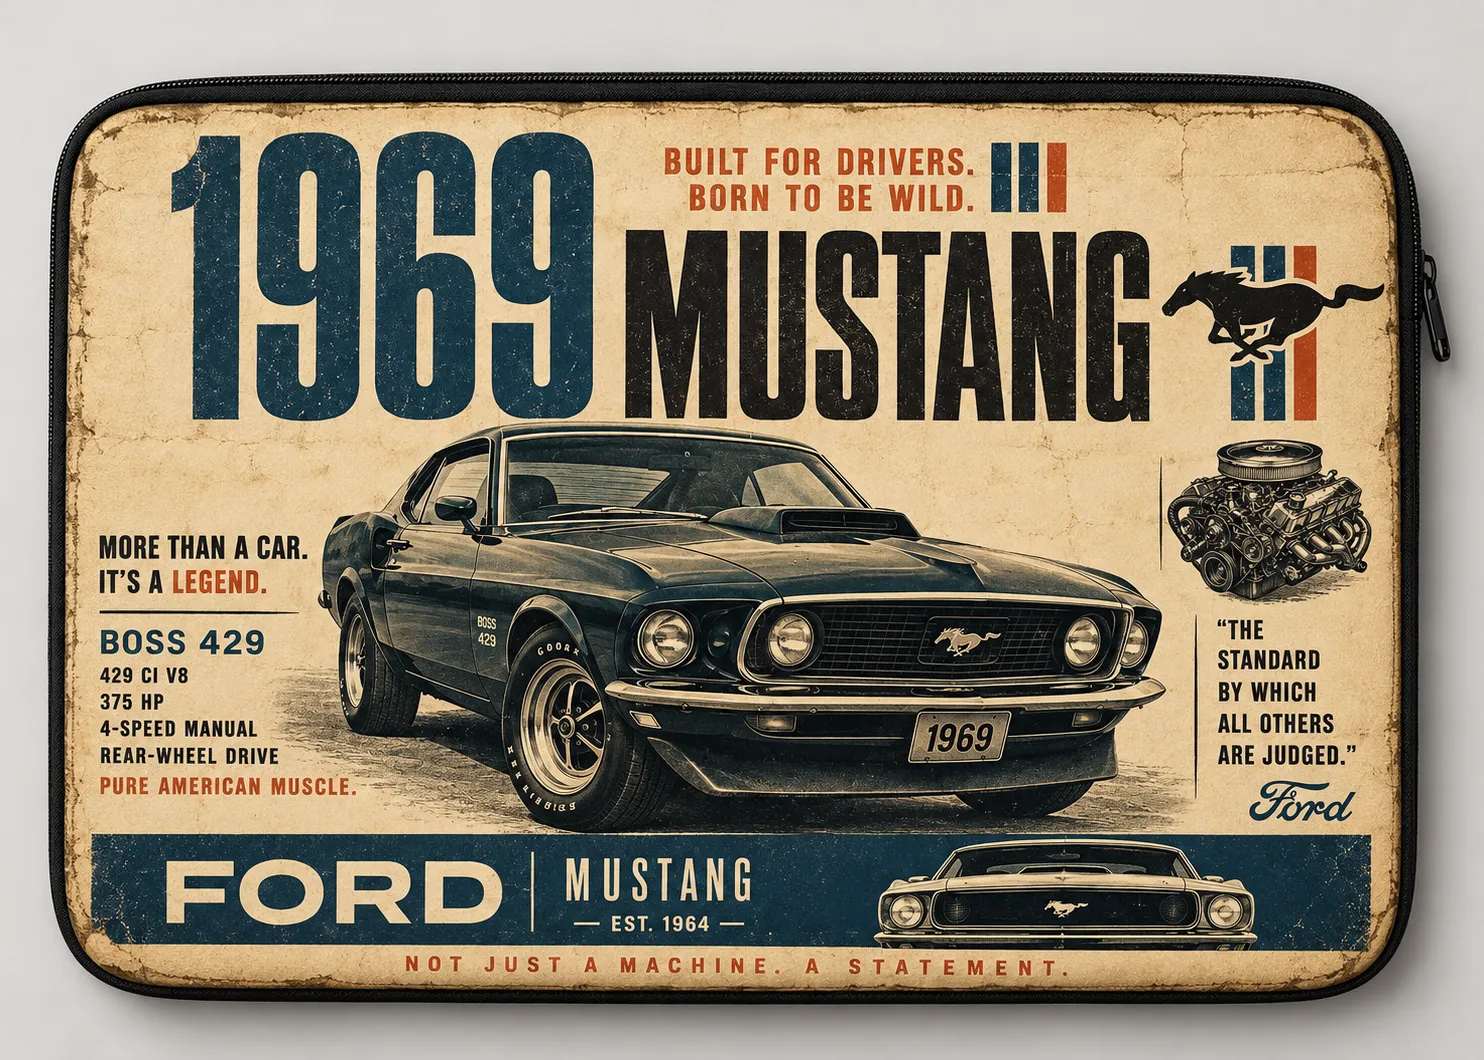 1969
BUILT FOR DRIVERS.
BORN TO BE WILD.
MUSTANG
MORE THAN A CAR.
IT'S A LEGEND.
BOSS 429
429 CI V8
375 HP
4-SPEED MANUAL
REAR-WHEEL DRIVE
PURE AMERICAN MUSCLE.
BOSS
429
1969
“THE
STANDARD
BY WHICH
ALL OTHERS
ARE JUDGED.”
Ford
FORD
MUSTANG
— EST. 1964 —
NOT JUST A MACHINE. A STATEMENT.